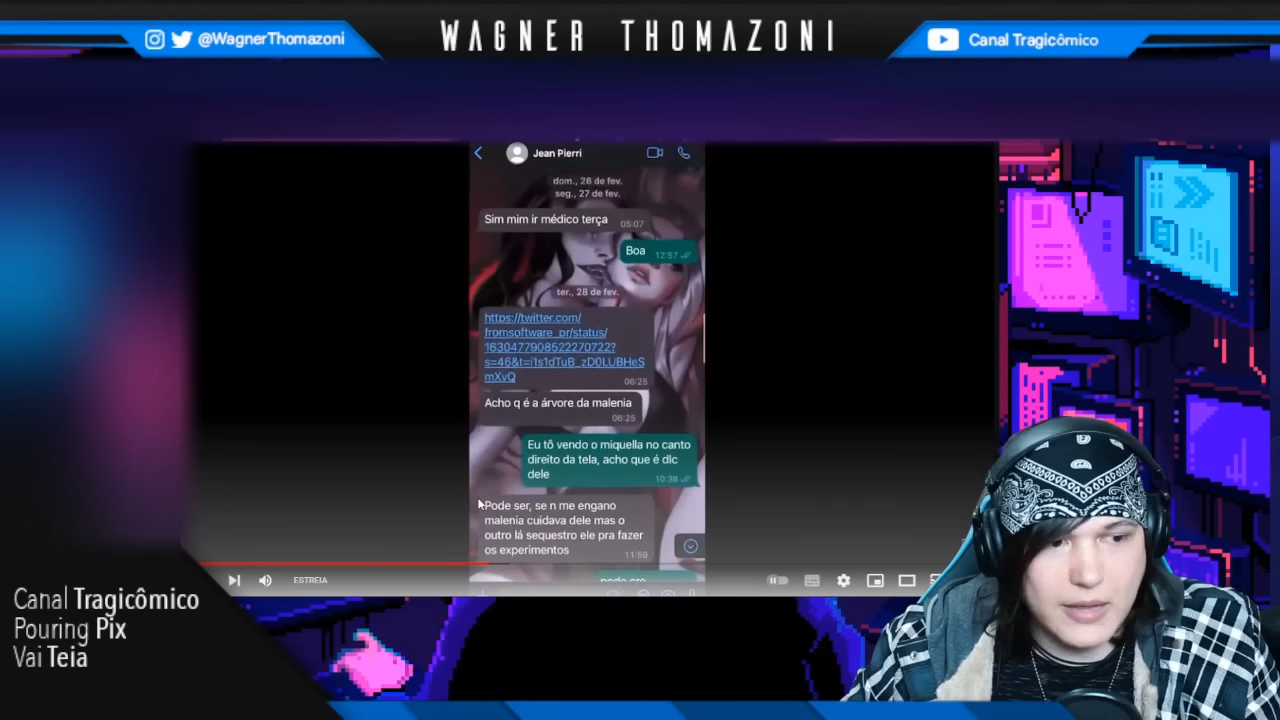 WAGNER THOMAZONI
@WagnerThomazoni
Canal Tragicômico
Jean Pierri
dom., 26 de fev.
seg., 27 de fev.
Sim mim ir médico terça
05:07
Boa
12:57
ter., 28 de fev.
https://twitter.com/
fromsoftware_pr/status/
1630477908522270722?
s=46&t=i1s1dTuB_zD0LUBHeS
mXvQ
06:25
Acho q é a árvore da malenia
06:25
Eu tô vendo o miquella no canto
direito da tela, acho que é dlc
dele
10:38
Pode ser, se n me engano
malenia cuidava dele mas o
outro lá sequestro ele pra fazer
os experimentos
11:59
ESTREIA
Canal Tragicômico
Pouring Pix
Vai Teia